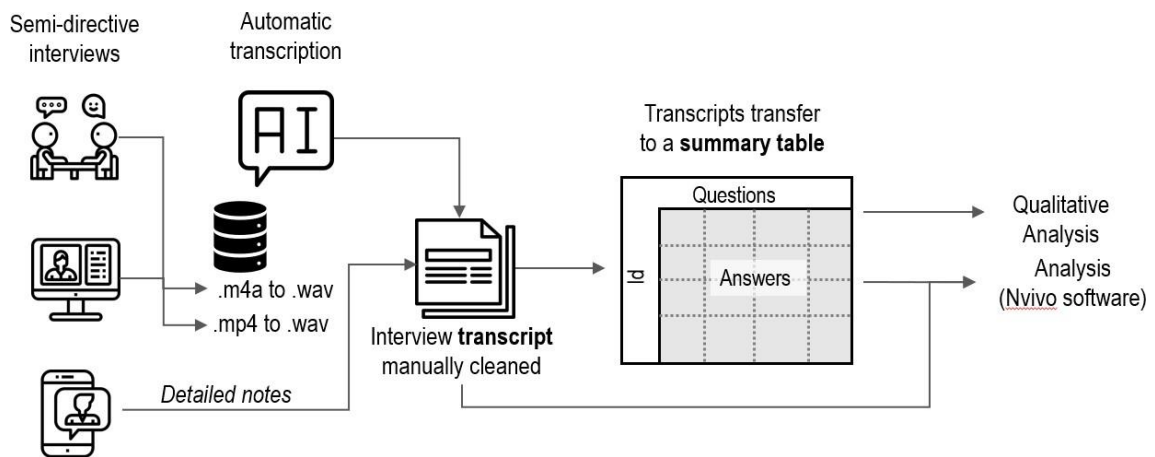 Semi-directive
interviews
Automatic
transcription
AI
.m4a to .wav
.mp4 to .wav
Detailed notes
Interview transcript
manually cleaned
Transcripts transfer
to a summary table
Questions
Id
Answers
Qualitative
Analysis
Analysis
(Nvivo software)